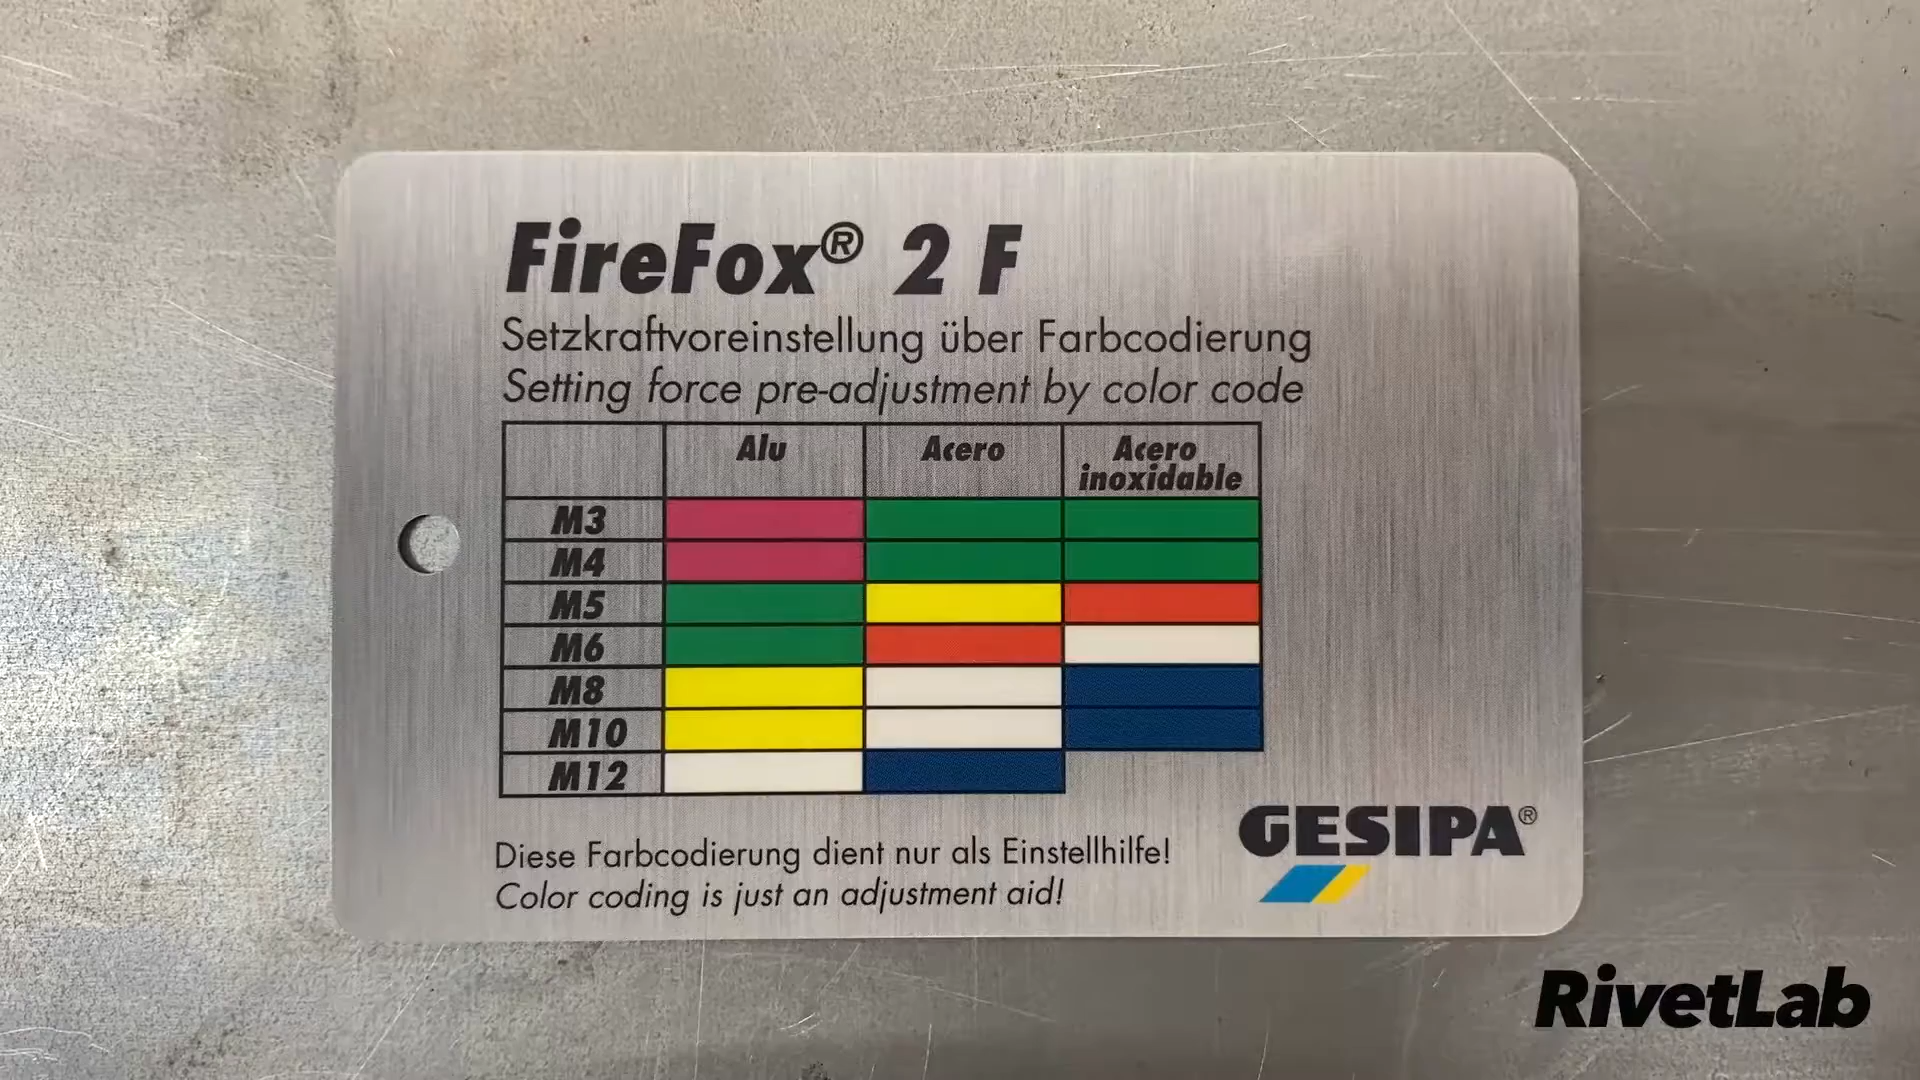 FireFox® 2 F
Setzkraftvoreinstellung über Farbcodierung
Setting force pre-adjustment by color code
Alu Acero Acero inoxidable
M3
M4
M5
M6
M8
M10
M12
Diese Farbcodierung dient nur als Einstellhilfe!
Color coding is just an adjustment aid!
GESIPA®
RivetLab